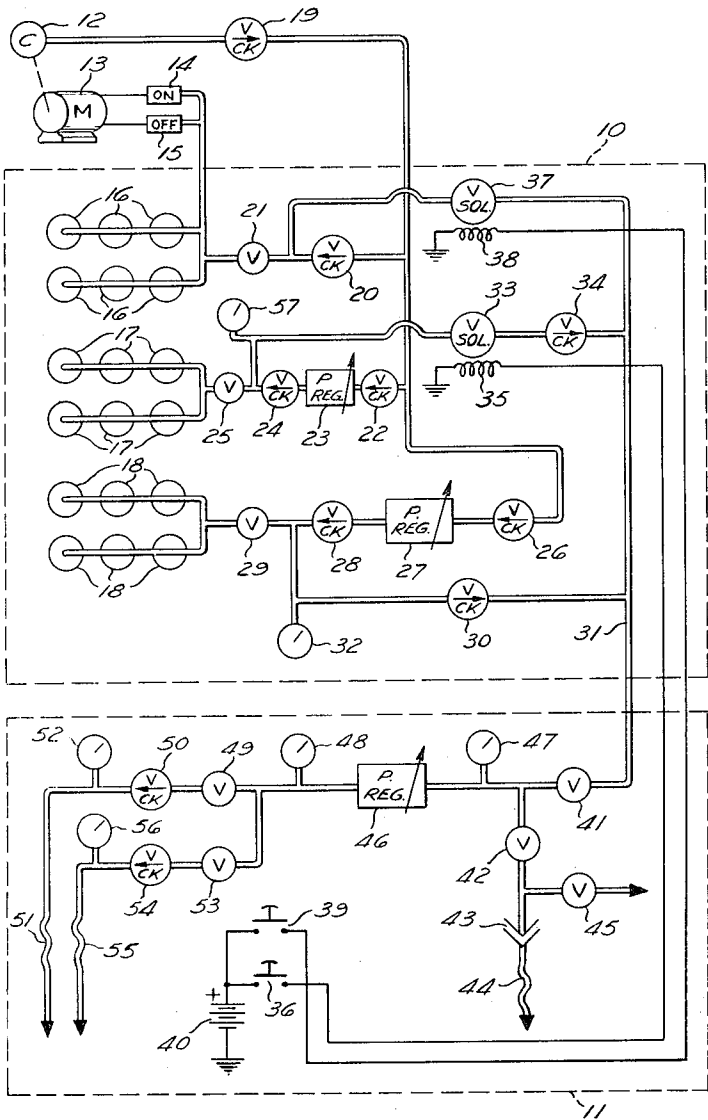 12
19
C
V
CK
13
14
M
ON
OFF
15
10
16
37
V
SOL.
21
V
V
CK
38
16
20
57
33
34
V
SOL.
V
CK
17
V
V
CK
P.
REG.
V
CK
35
25
24
23
22
17
18
V
V
CK
P.
REG.
V
CK
29
28
27
26
18
V
CK
30
31
32
52
50
49
48
47
V
CK
V
P.
REG.
V
46
41
56
V
CK
V
V
42
V
45
54
53
43
51
55
39
44
+
36
40
11